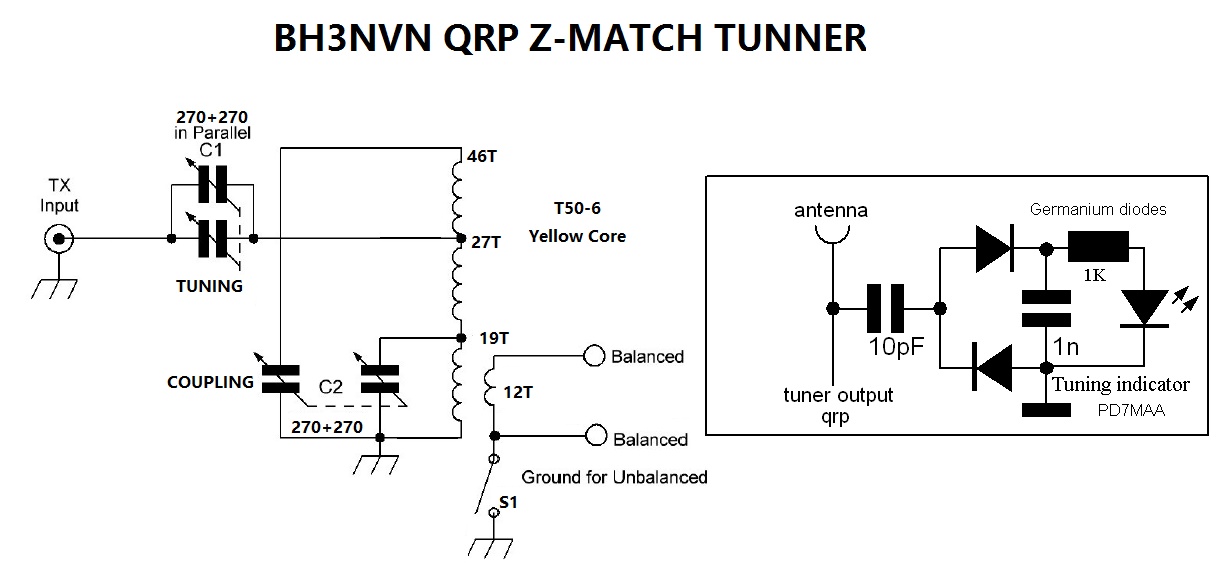 BH3NVN QRP Z-MATCH TUNNER
270+270
in Parallel
C1
TX
Input
TUNING
46T
27T
19T
T50-6
Yellow Core
COUPLING
C2
270+270
12T
Balanced
Balanced
Ground for Unbalanced
S1
antenna
Germanium diodes
1K
10pF
1n
tuner output
qrp
Tuning indicator
PD7MAA